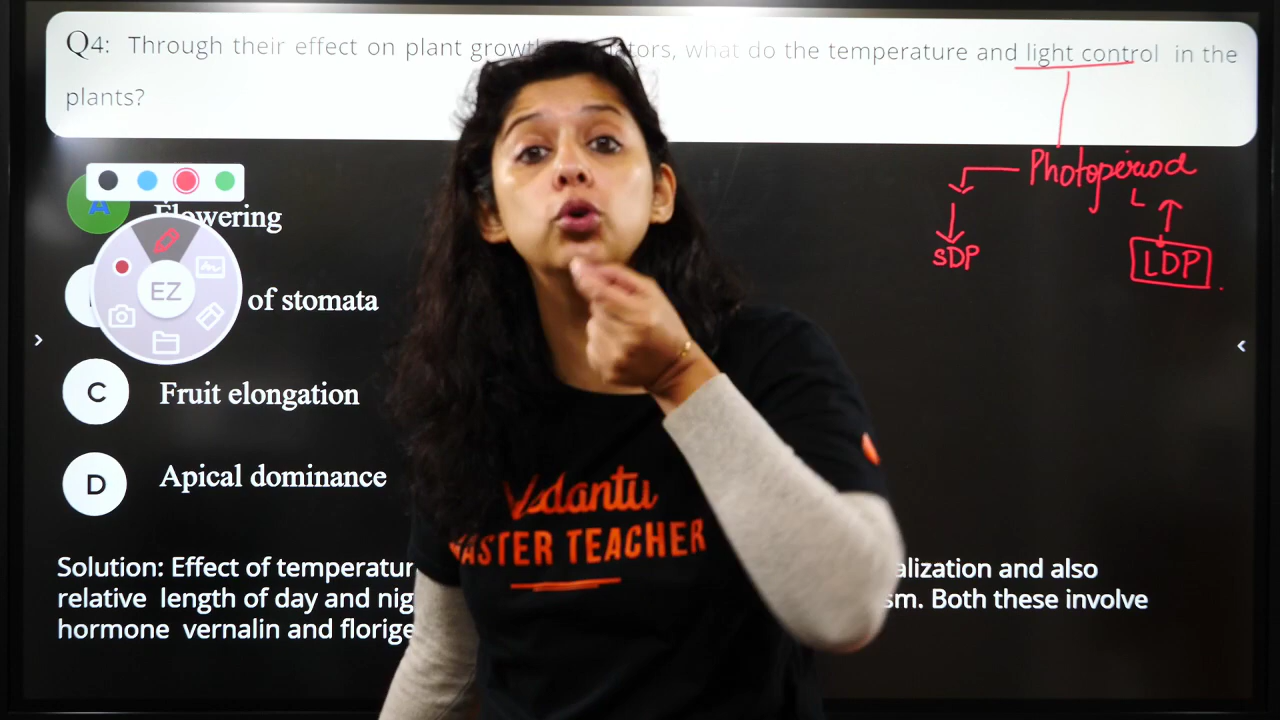 Q4: Through their effect on plant growth tors, what do the temperature and light control in the
plants?
Photoperiod
L
SDP
LDP
A
Flowering
of stomata
EZ
C
Fruit elongation
D
Apical dominance
Vedantu
MASTER TEACHER
Solution: Effect of temperatur alization and also
relative length of day and nig sm. Both these involve
hormone vernalin and florige